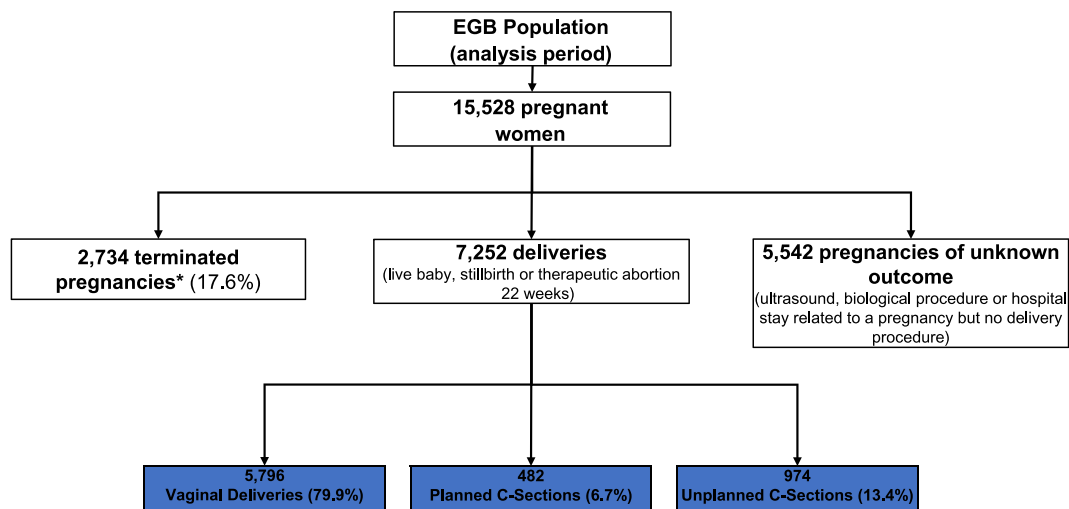 EGB Population
(analysis period)
15,528 pregnant
women
2,734 terminated
pregnancies* (17.6%)
7,252 deliveries
(live baby, stillbirth or therapeutic abortion
22 weeks)
5,542 pregnancies of unknown
outcome
(ultrasound, biological procedure or hospital
stay related to a pregnancy but no delivery
procedure)
5,796
Vaginal Deliveries (79.9%)
482
Planned C-Sections (6.7%)
974
Unplanned C-Sections (13.4%)